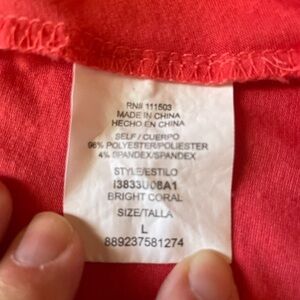 RN# 111503
MADE IN CHINA
HECHO EN CHINA
SELF / CUERPO
96% POLYESTER/POLIESTER
4% SPANDEX/SPANDEX
STYLE/ESTILO
I3833U08A1
BRIGHT CORAL
SIZE/TALLA
L
889237581274